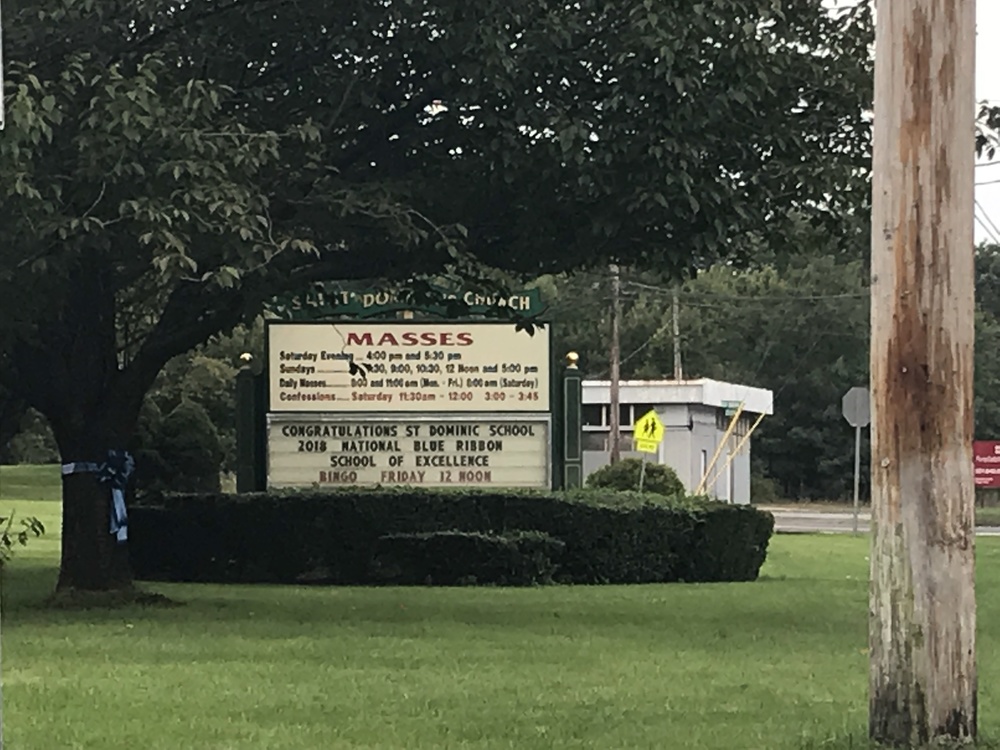 CHURCH
MASSES
Saturday Evening... 4:00 pm and 5:30 pm
Sundays 9:00, 10:30, 12 Noon and 5:00 pm
Daily Masses and 11:00 am (Mon. - Fri.) 8:00 am (Saturday)
Confessions.... Saturday 11:30am - 12:00 3:00 - 3:45
CONGRATULATIONS ST DOMINIC SCHOOL
2018 NATIONAL BLUE RIBBON
SCHOOL OF EXCELLENCE
BINGO FRIDAY 12 NOON